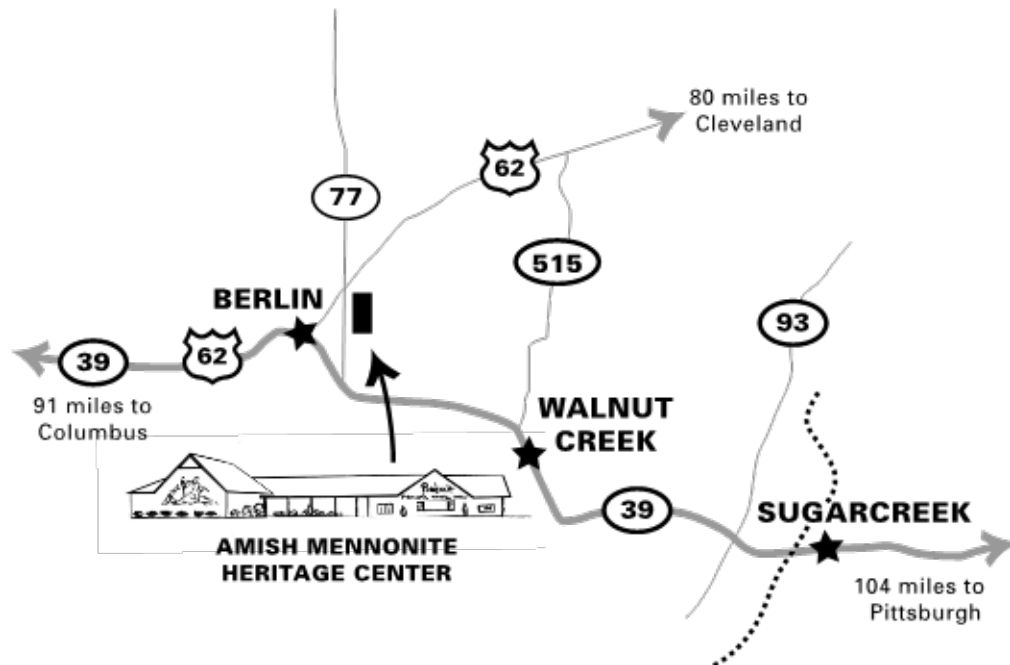 80 miles to
Cleveland
62
77
515
BERLIN
93
62
39
91 miles to
Columbus
WALNUT
CREEK
39
SUGARCREEK
AMISH MENNONITE
HERITAGE CENTER
104 miles to
Pittsburgh